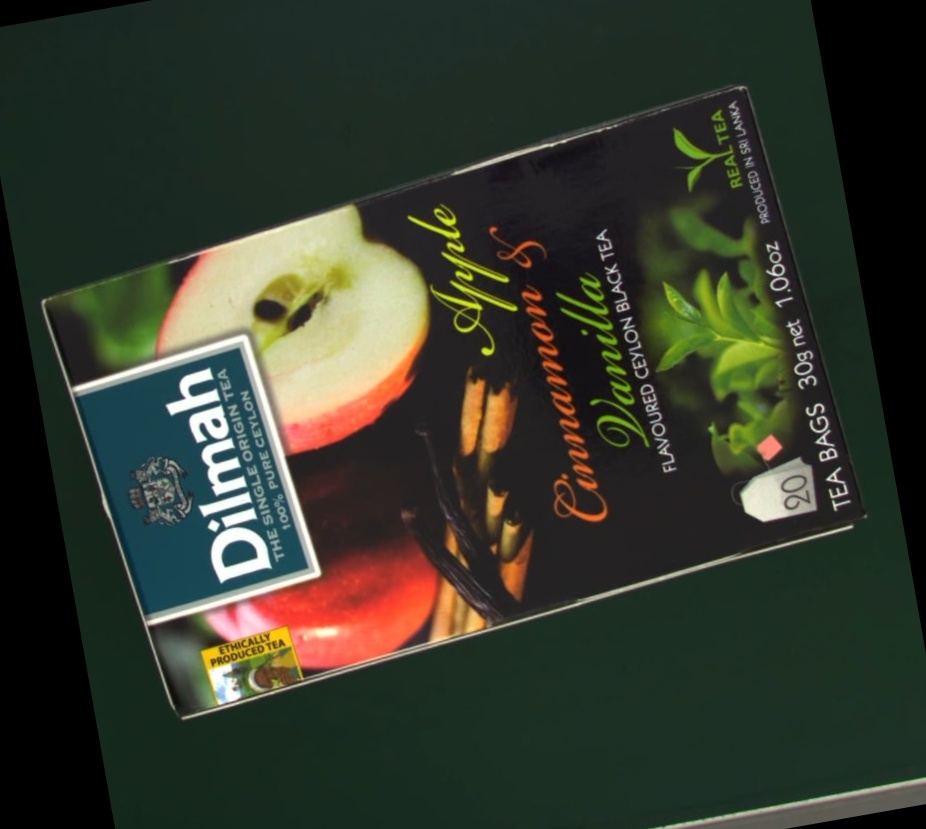 Dilmah
THE SINGLE ORIGIN TEA
100% PURE CEYLON
ETHICALLY
PRODUCED TEA
Apple
Cinnamon &
Vanilla
FLAVOURED CEYLON BLACK TEA
REAL TEA
PRODUCED IN SRI LANKA
20
TEA BAGS 30g net 1.06oz